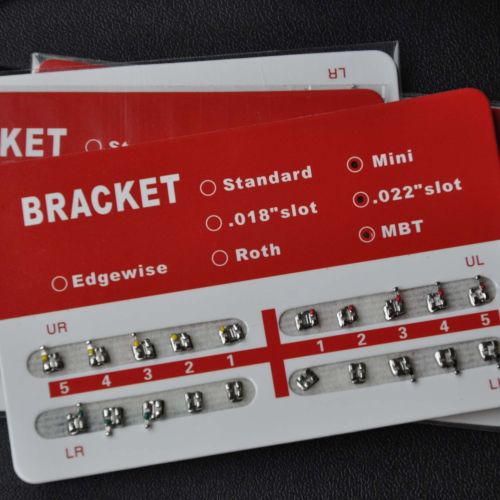 LR
KET
BRACKET
Standard
Mini
.018"slot
.022"slot
Edgewise
Roth
MBT
UR
UL
5 4 3 2 1
1 2 3 4 5
LR